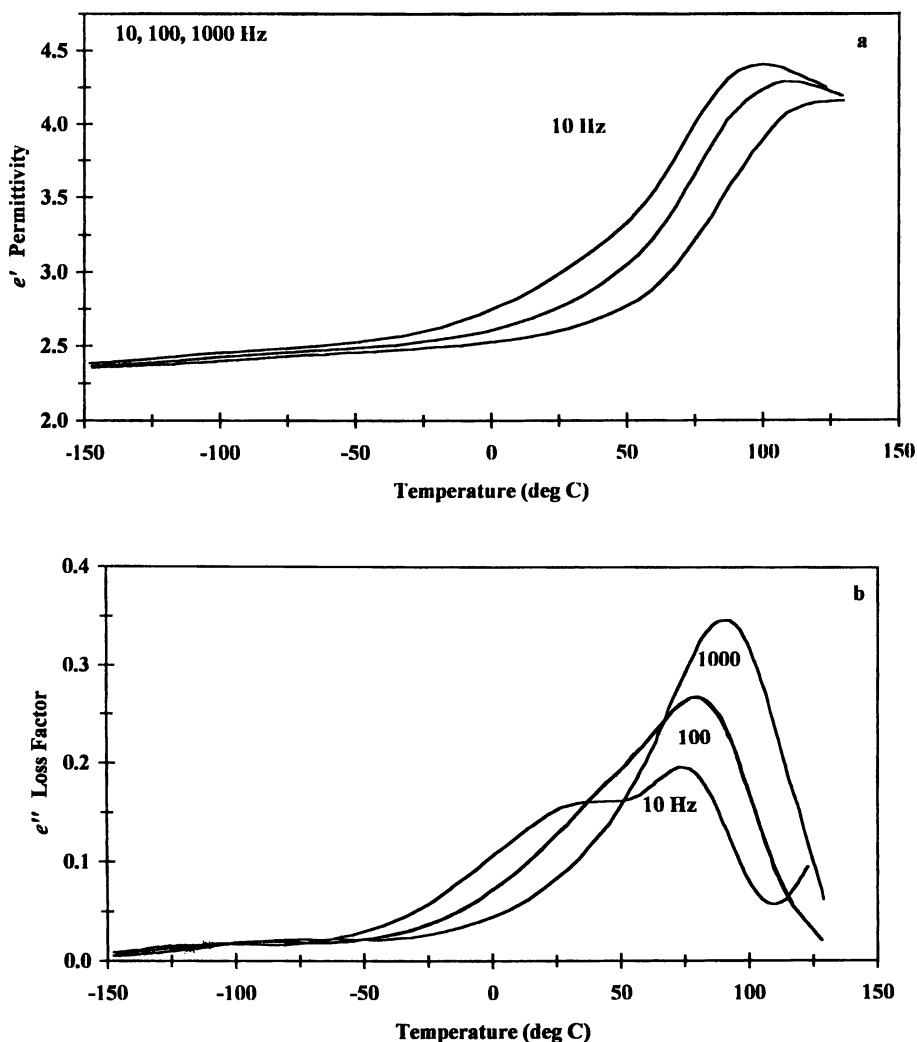 10, 100, 1000 Hz
a
10 Hz
e' Permittivity
4.5
4.0
3.5
3.0
2.5
2.0
-150 -100 -50 0 50 100 150
Temperature (deg C)
b
1000
100
10 Hz
e'' Loss Factor
0.4
0.3
0.2
0.1
0.0
-150 -100 -50 0 50 100 150
Temperature (deg C)